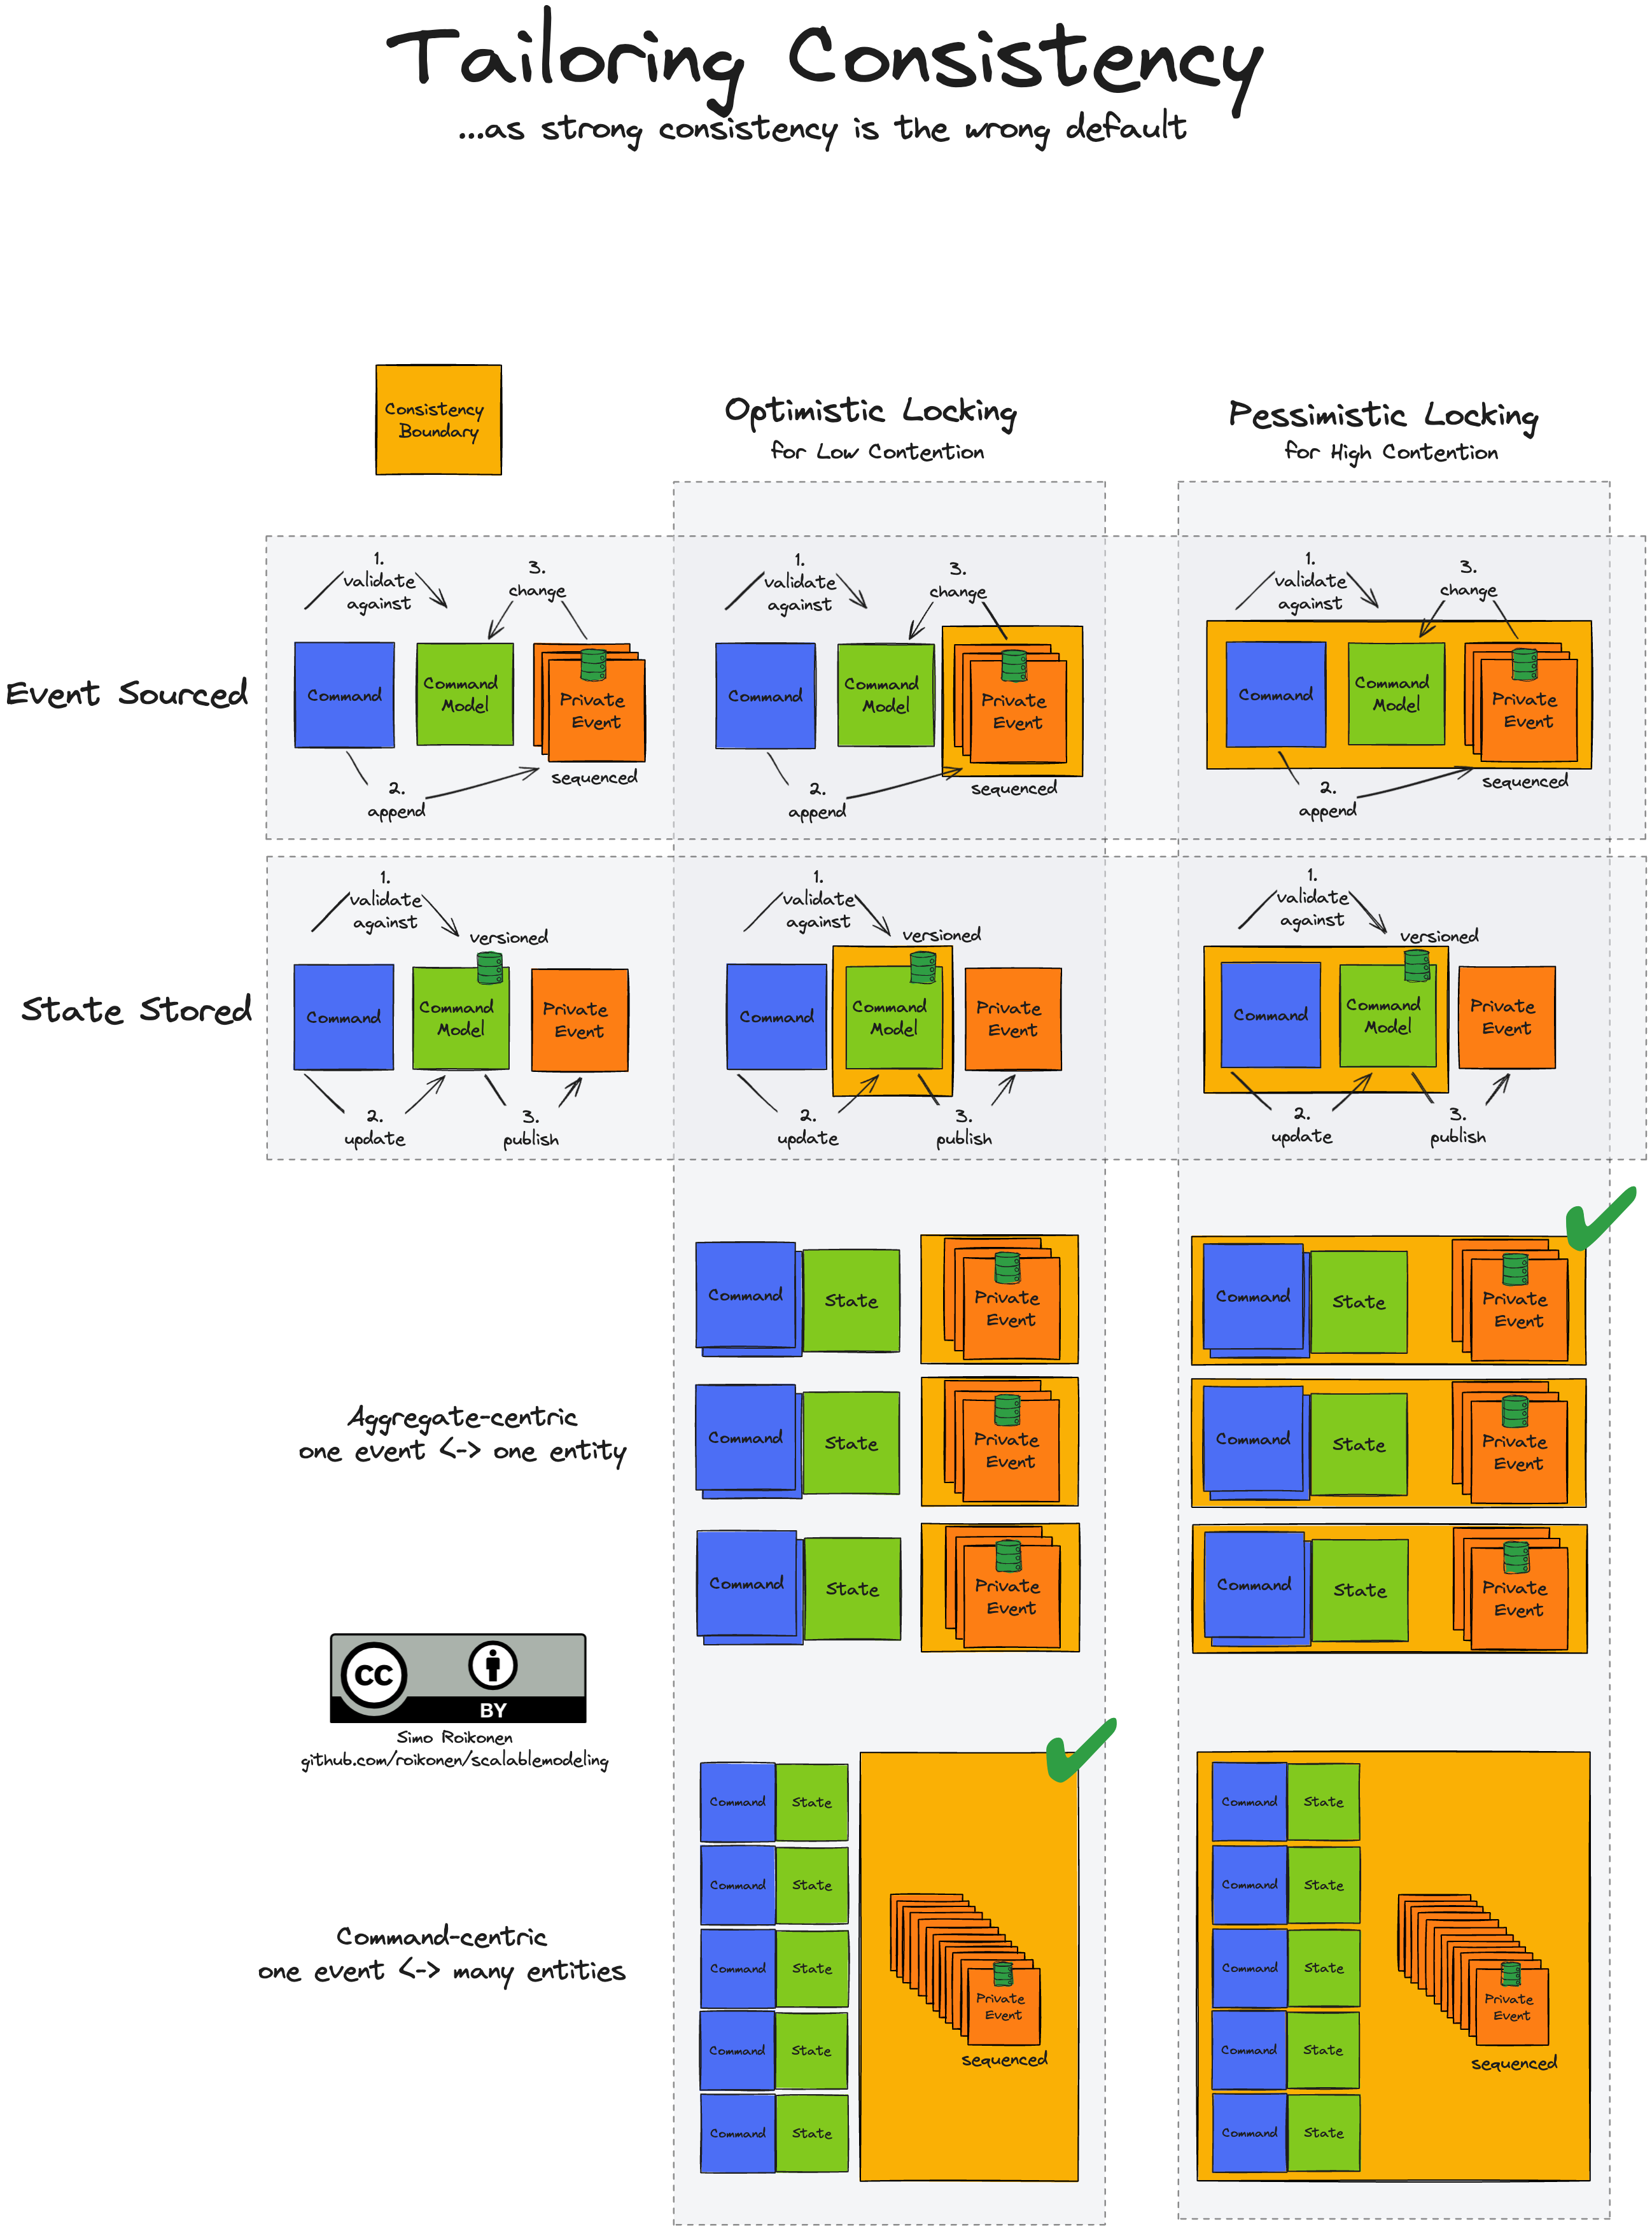 Tailoring Consistency
...as strong consistency is the wrong default
Consistency
Boundary
Optimistic Locking
for Low Contention
Pessimistic Locking
for High Contention
Event Sourced
1.
validate
against
3.
change
Command
Command
Model
Private
Event
sequenced
2.
append
1.
validate
against
3.
change
Command
Command
Model
Private
Event
sequenced
2.
append
1.
validate
against
3.
change
Command
Command
Model
Private
Event
sequenced
2.
append
State Stored
1.
validate
against
versioned
Command
Command
Model
Private
Event
2.
update
3.
publish
1.
validate
against
versioned
Command
Command
Model
Private
Event
2.
update
3.
publish
1.
validate
against
versioned
Command
Command
Model
Private
Event
2.
update
3.
publish
Aggregate-centric
one event <-> one entity
Command
State
Private
Event
Command
State
Private
Event
Command
State
Private
Event
Command
State
Private
Event
Command
State
Private
Event
Command
State
Private
Event
cc
BY
Simo Roikonen
github.com/roikonen/scalablemodeling
Command-centric
one event <-> many entities
Command
State
Command
State
Command
State
Command
State
Command
State
Private
Event
sequenced
Command
State
Command
State
Command
State
Command
State
Command
State
Private
Event
sequenced